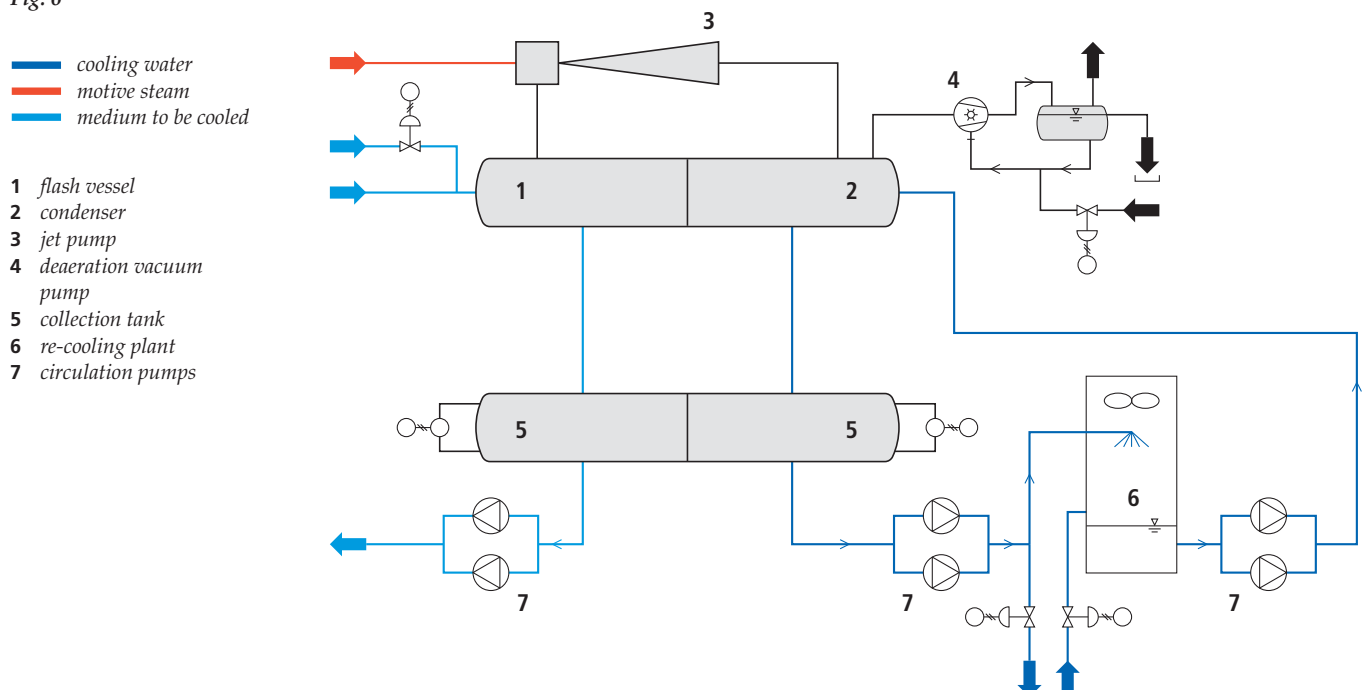 Fig. 6
cooling water
motive steam
medium to be cooled
1 flash vessel
2 condenser
3 jet pump
4 deaeration vacuum
pump
5 collection tank
6 re-cooling plant
7 circulation pumps
3
4
1
2
5
5
6
7
7
7